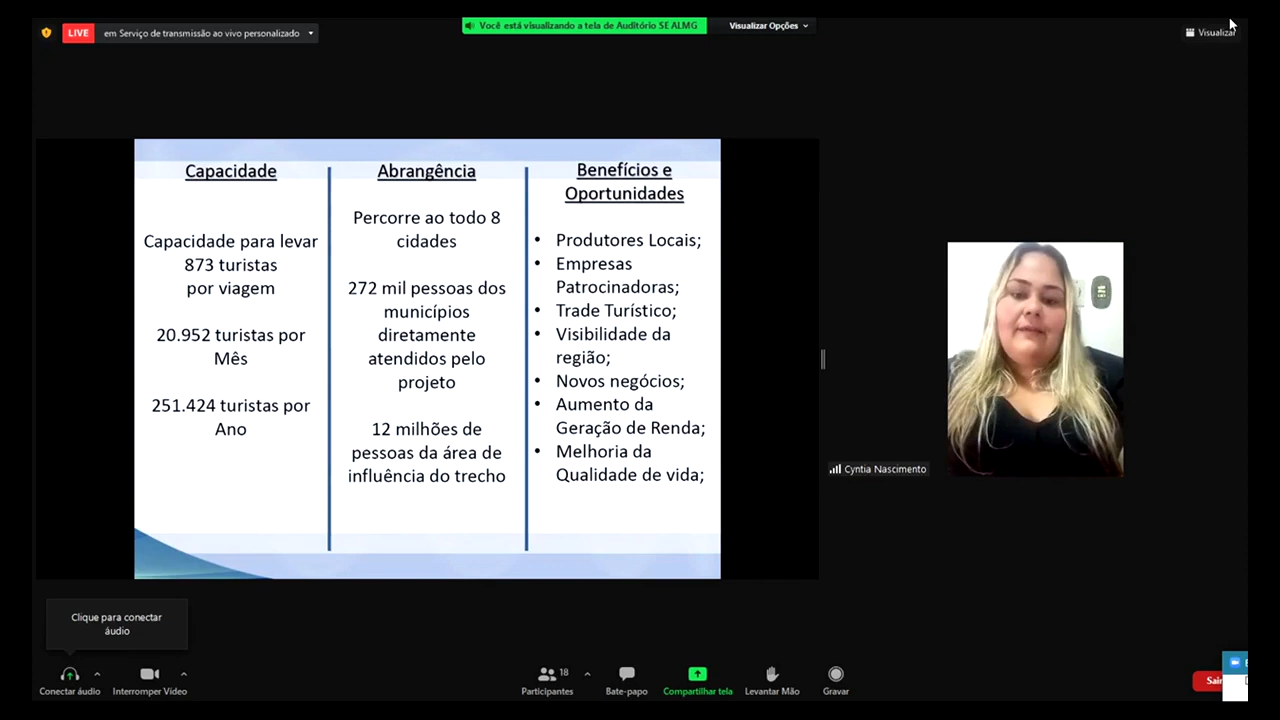 LIVE
em Serviço de transmissão ao vivo personalizado
Você está visualizando a tela de Auditório SE ALMG
Visualizar Opções
Visualizar
Capacidade
Capacidade para levar
873 turistas
por viagem
20.952 turistas por
Mês
251.424 turistas por
Ano
Abrangência
Percorre ao todo 8
cidades
272 mil pessoas dos
municípios
diretamente
atendidos pelo
projeto
12 milhões de
pessoas da área de
influência do trecho
Benefícios e
Oportunidades
• Produtores Locais;
• Empresas
Patrocinadoras;
• Trade Turístico;
• Visibilidade da
região;
• Novos negócios;
• Aumento da
Geração de Renda;
• Melhoria da
Qualidade de vida;
Cyntia Nascimento
Clique para conectar
áudio
Conectar áudio
Interromper Vídeo
18
Participantes
Bate-papo
Compartilhar tela
Levantar Mão
Gravar
Sair